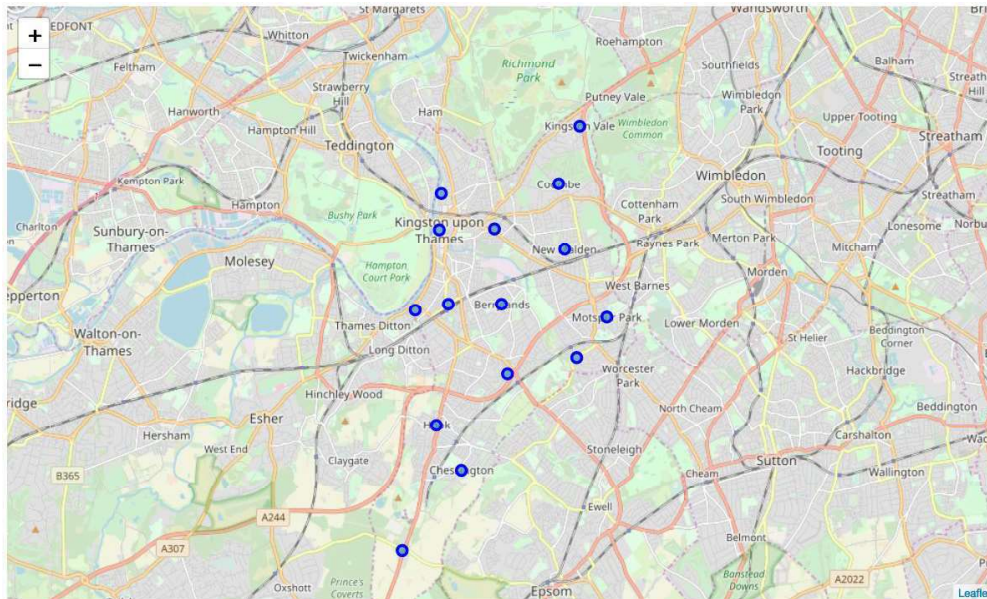 St Margarets
Wandsworth
EDFONT
Whitton
+
−
Twickenham
Roehampton
Feltham
Richmond
Park
Southfields
Balham
Strawberry
Hill
Putney Vale
Hanworth
Ham
Wimbledon
Park
Upper Tooting
Hampton Hill
Kingston Vale
Wimbledon
Common
Streatham
Teddington
Tooting
Kempton Park
Wimbledon
Hampton
Bushy Park
Cottenham
Park
South Wimbledon
Streatham
Charlton
Sunbury-on-
Thames
Kingston upon
Thames
Lonesome
Raynes Park
Merton Park
Mitcham
Molesey
Hampton
Court Park
Morden
West Barnes
epperton
Thames Ditton
Lower Morden
Beddington
Corner
Walton-on-
Thames
Long Ditton
St Helier
Hackbridge
Worcester
Park
Hinchley Wood
North Cheam
Beddington
Esher
Hersham
West End
Carshalton
Stoneleigh
Claygate
Sutton
B365
Cheam
Wallington
Ewell
A244
Belmont
A307
Prince's
Coverts
Banstead
Downs
A2022
Oxshott
Epsom
Leafle